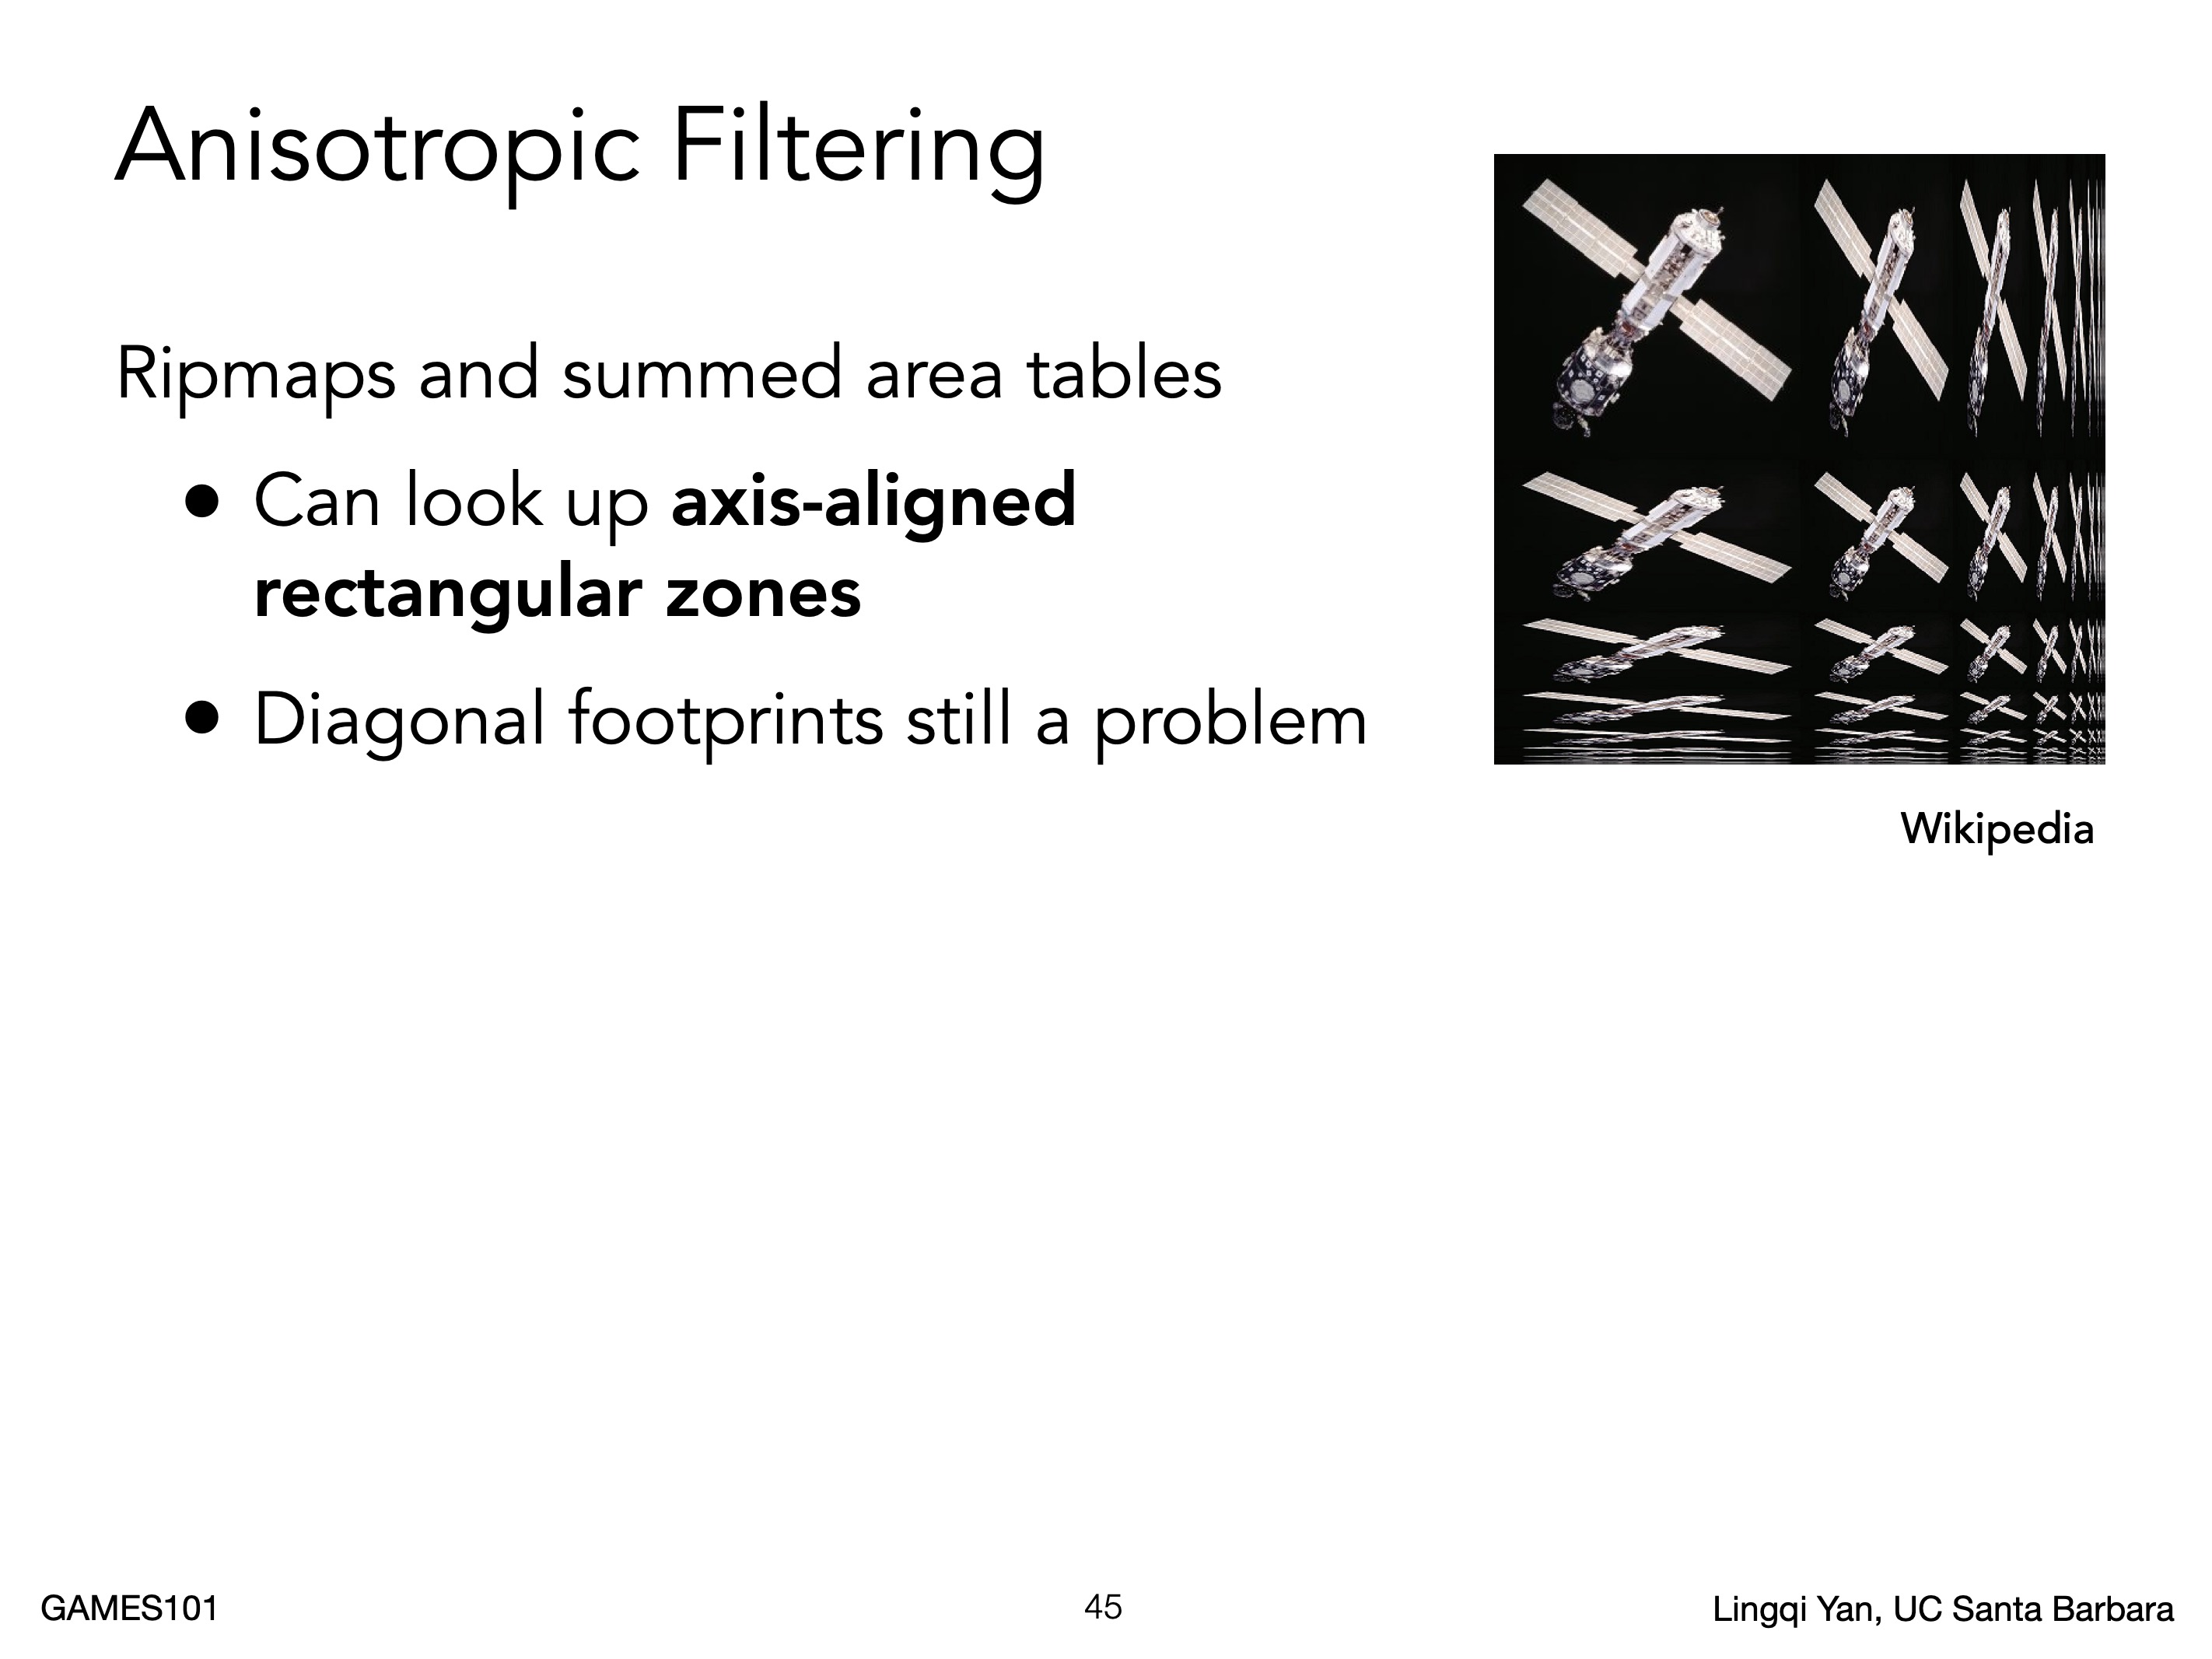 Anisotropic Filtering
Ripmaps and summed area tables
● Can look up axis-aligned
rectangular zones
● Diagonal footprints still a problem
Wikipedia
GAMES101
45
Lingqi Yan, UC Santa Barbara